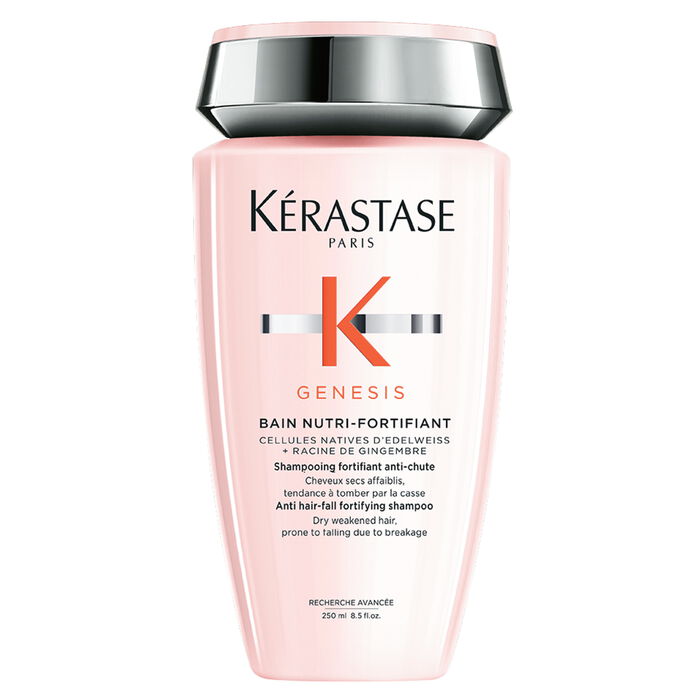 KÉRASTASE
PARIS
K
GENESIS
BAIN NUTRI-FORTIFIANT
CELLULES NATIVES D'EDELWEISS
+ RACINE DE GINGEMBRE
Shampooing fortifiant anti-chute
Cheveux secs affaiblis,
tendance à tomber par la casse
Anti hair-fall fortifying shampoo
Dry weakened hair,
prone to falling due to breakage
RECHERCHE AVANCÉE
250 ml 8.5 fl.oz.